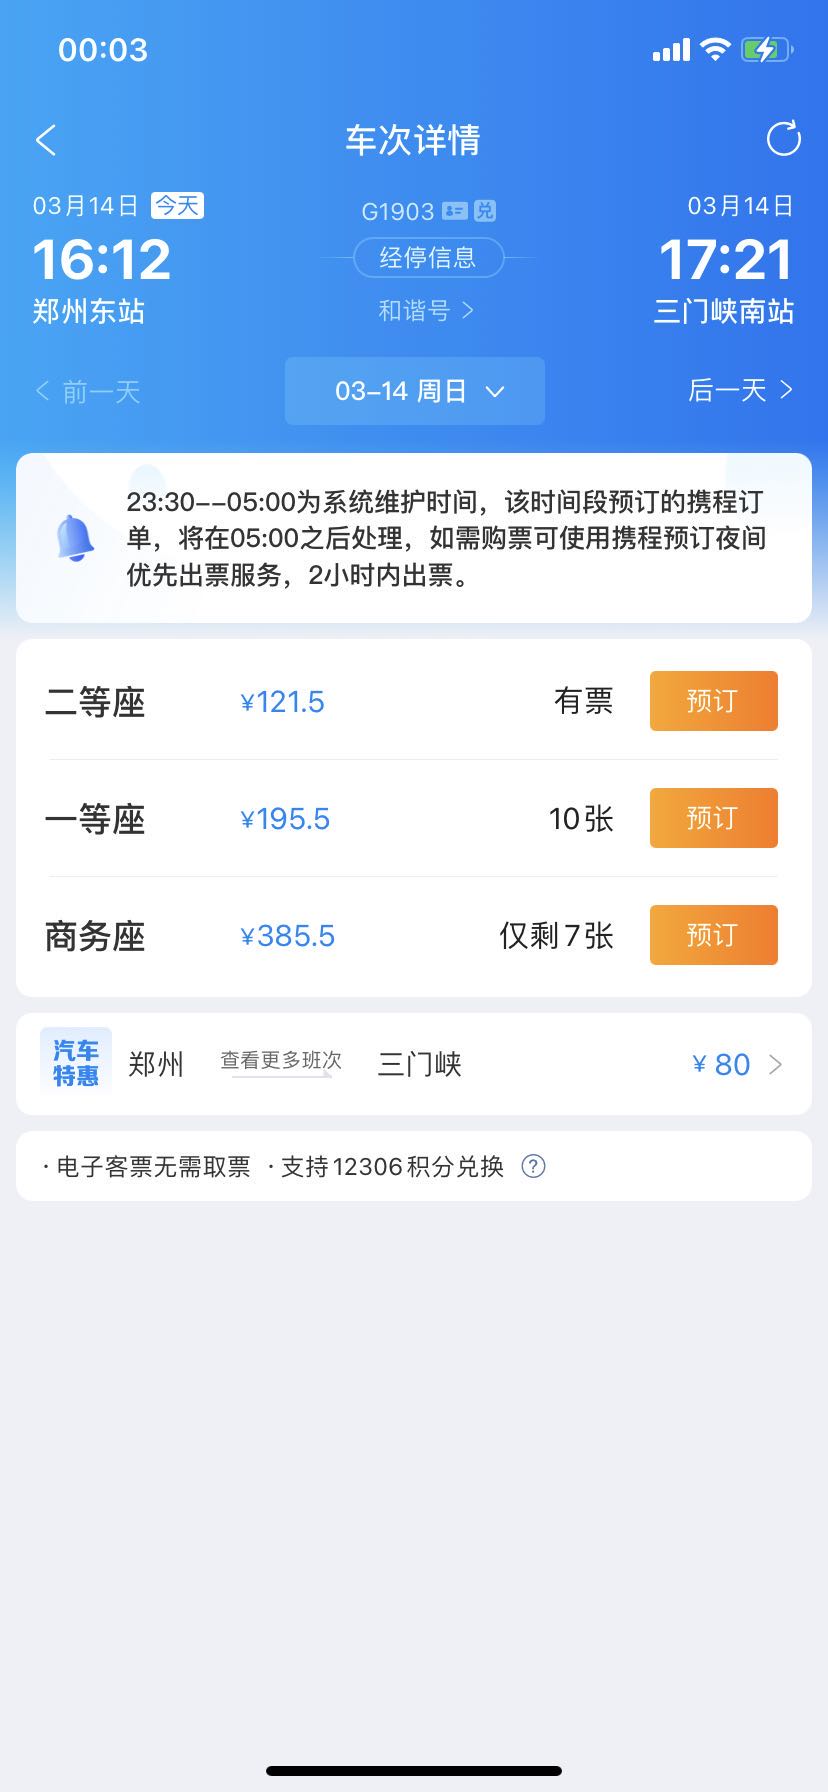 00:03
车次详情
03月14日 今天
G1903 兑
03月14日
16:12
经停信息
17:21
郑州东站
和谐号
三门峡南站
前一天
03-14 周日
后一天
23:30--05:00为系统维护时间，该时间段预订的携程订
单，将在05:00之后处理，如需购票可使用携程预订夜间
优先出票服务，2小时内出票。
二等座 ¥121.5 有票 预订
一等座 ¥195.5 10张 预订
商务座 ¥385.5 仅剩7张 预订
汽车
特惠
郑州 查看更多班次 三门峡 ¥80
·电子客票无需取票 ·支持12306积分兑换 ?